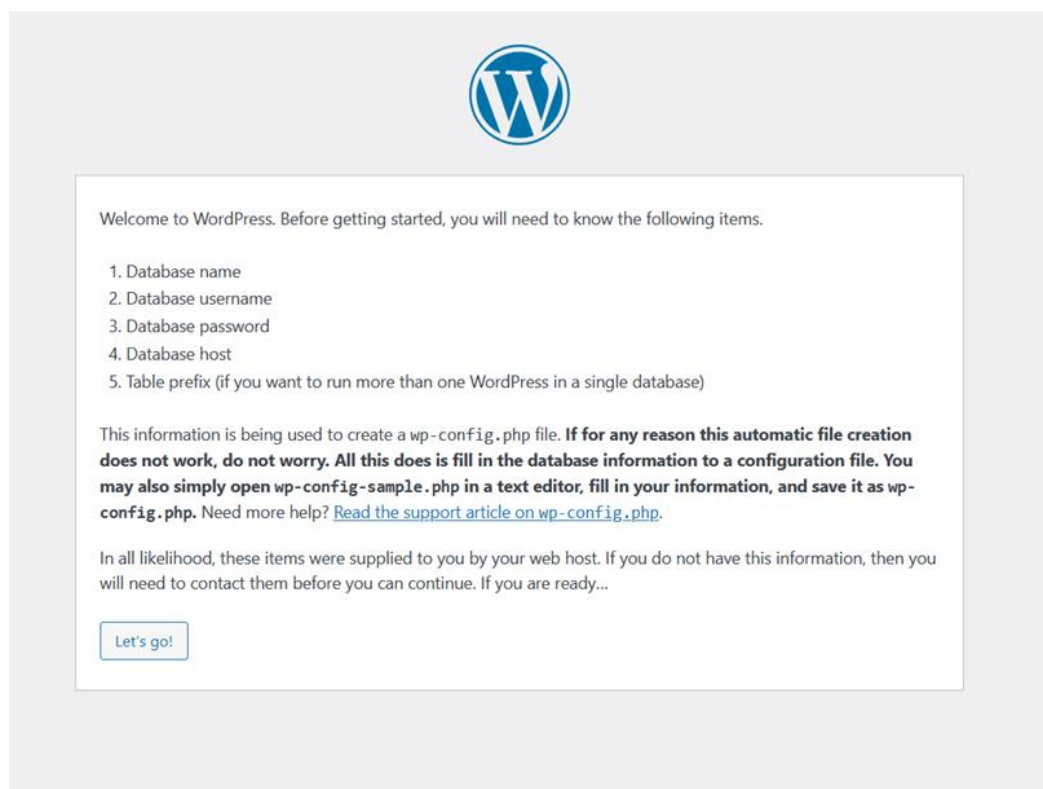 Welcome to WordPress. Before getting started, you will need to know the following items.
1. Database name
2. Database username
3. Database password
4. Database host
5. Table prefix (if you want to run more than one WordPress in a single database)
This information is being used to create a wp-config.php file. If for any reason this automatic file creation
does not work, do not worry. All this does is fill in the database information to a configuration file. You
may also simply open wp-config-sample.php in a text editor, fill in your information, and save it as wp-
config.php. Need more help? Read the support article on wp-config.php.
In all likelihood, these items were supplied to you by your web host. If you do not have this information, then you
will need to contact them before you can continue. If you are ready...
Let's go!